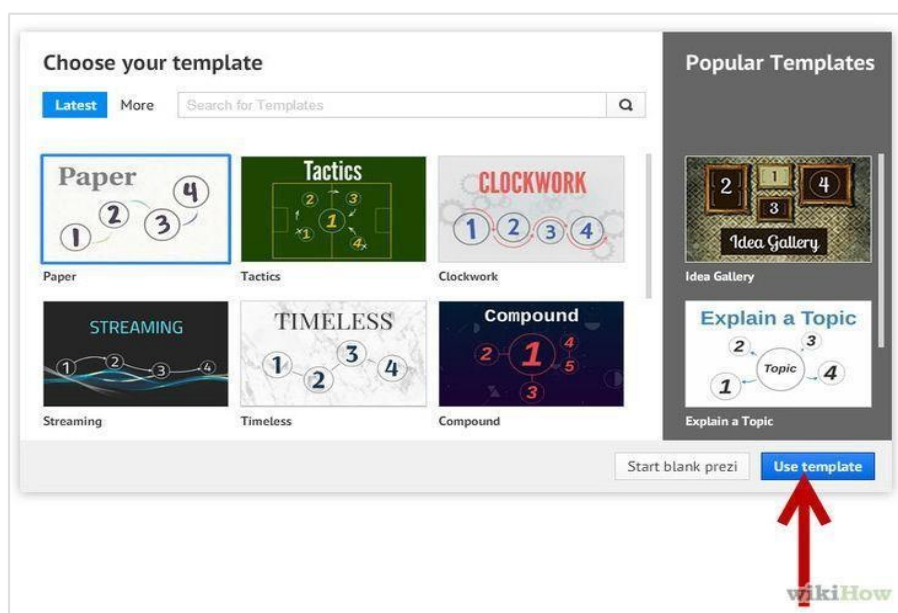 Choose your template
Latest More Search for Templates
Paper
1 2 3 4
Paper
Tactics
2 3
1
1 4
Tactics
CLOCKWORK
1 2 3 4
Clockwork
STREAMING
1 2 3 4
Streaming
TIMELESS
1 2 3 4
Timeless
Compound
2 1 4
5
3
Compound
Popular Templates
2 1 4
3
Idea Gallery
Idea Gallery
Explain a Topic
2 3
Topic
1 4
Explain a Topic
Start blank prezi Use template
wikiHow